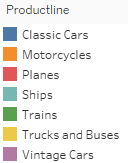 Productline
Classic Cars
Motorcycles
Planes
Ships
Trains
Trucks and Buses
Vintage Cars